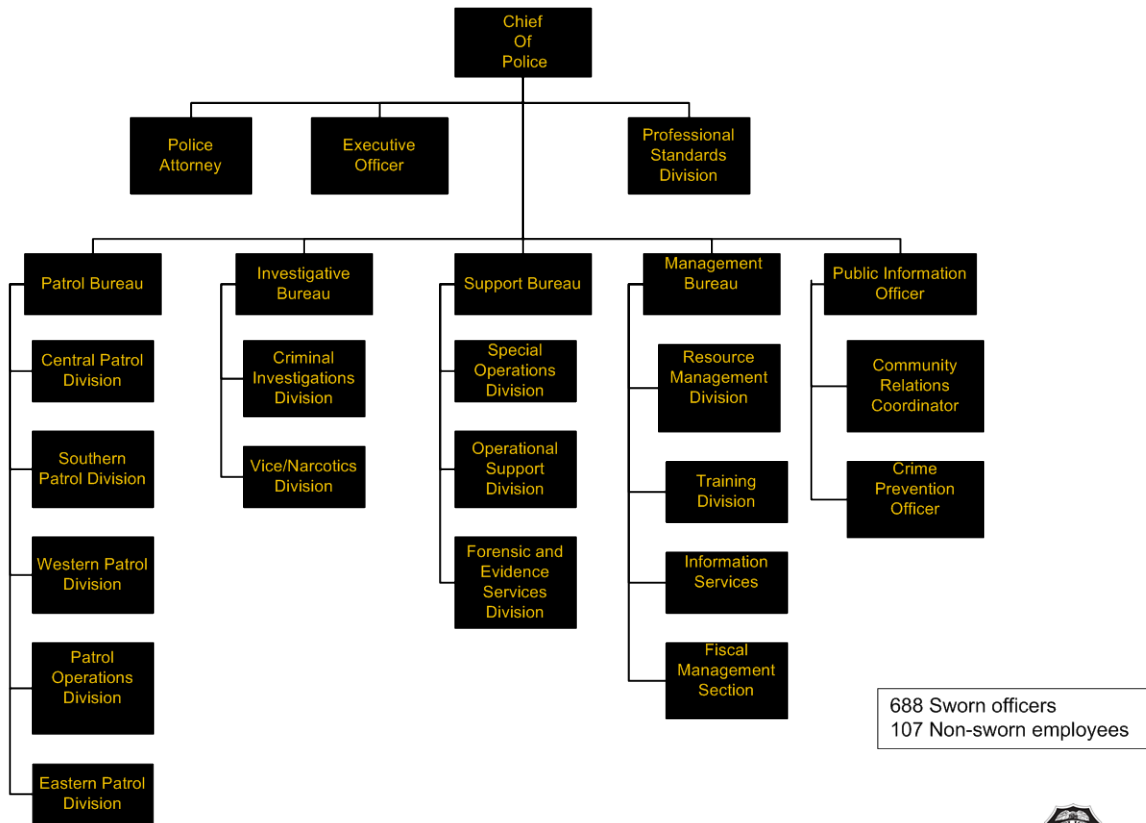 Chief
Of
Police
Police
Attorney
Executive
Officer
Professional
Standards
Division
Patrol Bureau
Investigative
Bureau
Support Bureau
Management
Bureau
Public Information
Officer
Central Patrol
Division
Southern
Patrol Division
Western Patrol
Division
Patrol
Operations
Division
Eastern Patrol
Division
Criminal
Investigations
Division
Vice/Narcotics
Division
Special
Operations
Division
Operational
Support
Division
Forensic and
Evidence
Services
Division
Resource
Management
Division
Training
Division
Information
Services
Fiscal
Management
Section
Community
Relations
Coordinator
Crime
Prevention
Officer
688 Sworn officers
107 Non-sworn employees